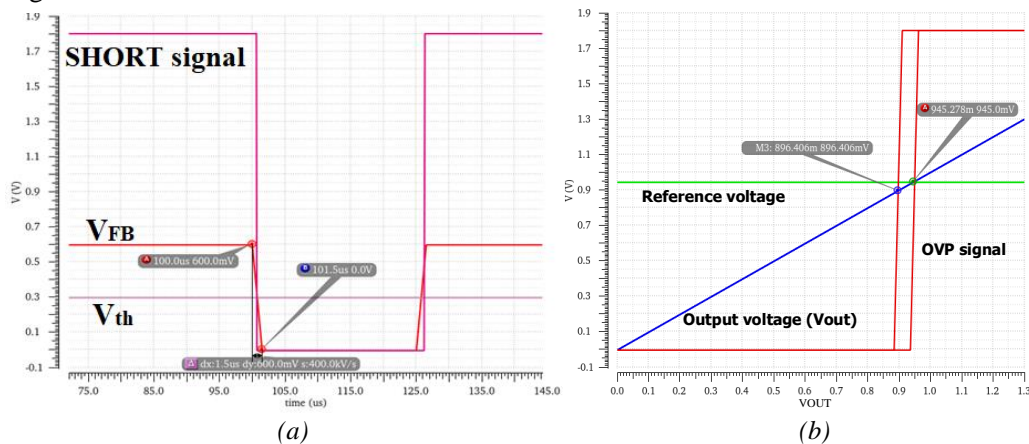 1.9
1.7
1.5
1.3
1.1
0.9
0.7
0.5
0.3
0.1
-0.1
V (V)
SHORT signal
V_FB
A 100.0us 600.0mV
B 101.5us 0.0V
V_th
dx:1.5us dy:600.0mV s:400.0kV/s
75.0 85.0 95.0 105.0 115.0 125.0 135.0 145.0
time (us)
(a)
1.9
1.7
1.5
1.3
1.1
0.9
0.7
0.5
0.3
0.1
-0.1
V (V)
A 945.278m 945.0mV
M3: 896.406m 896.406mV
Reference voltage
OVP signal
Output voltage (Vout)
0.0 0.1 0.2 0.3 0.4 0.5 0.6 0.7 0.8 0.9 1.0 1.1 1.2 1.3
VOUT
(b)